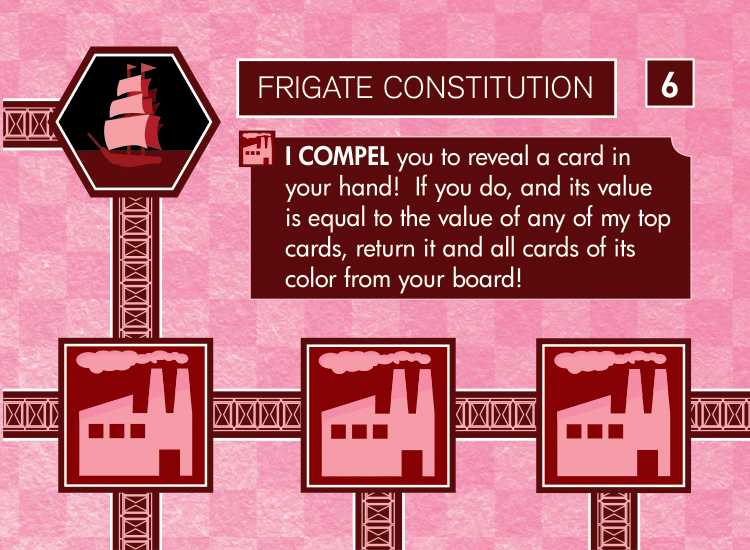 FRIGATE CONSTITUTION 6
I COMPEL you to reveal a card in
your hand! If you do, and its value
is equal to the value of any of my top
cards, return it and all cards of its
color from your board!